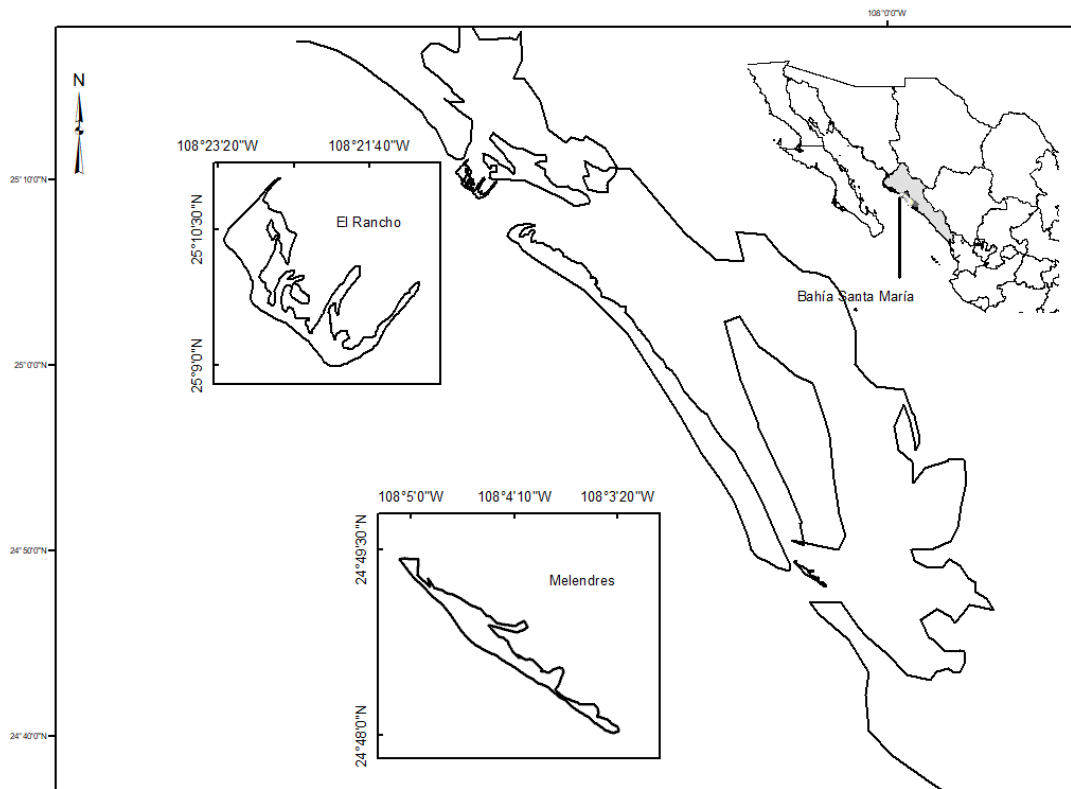 108°0'0"W
N
108°23'20"W 108°21'40"W
25°10'0"N
25°10'30"N
El Rancho
25°9'0"N
Bahía Santa María
25°0'0"N
108°5'0"W 108°4'10"W 108°3'20"W
24°49'30"N
24°50'0"N
Melendres
24°48'0"N
24°40'0"N